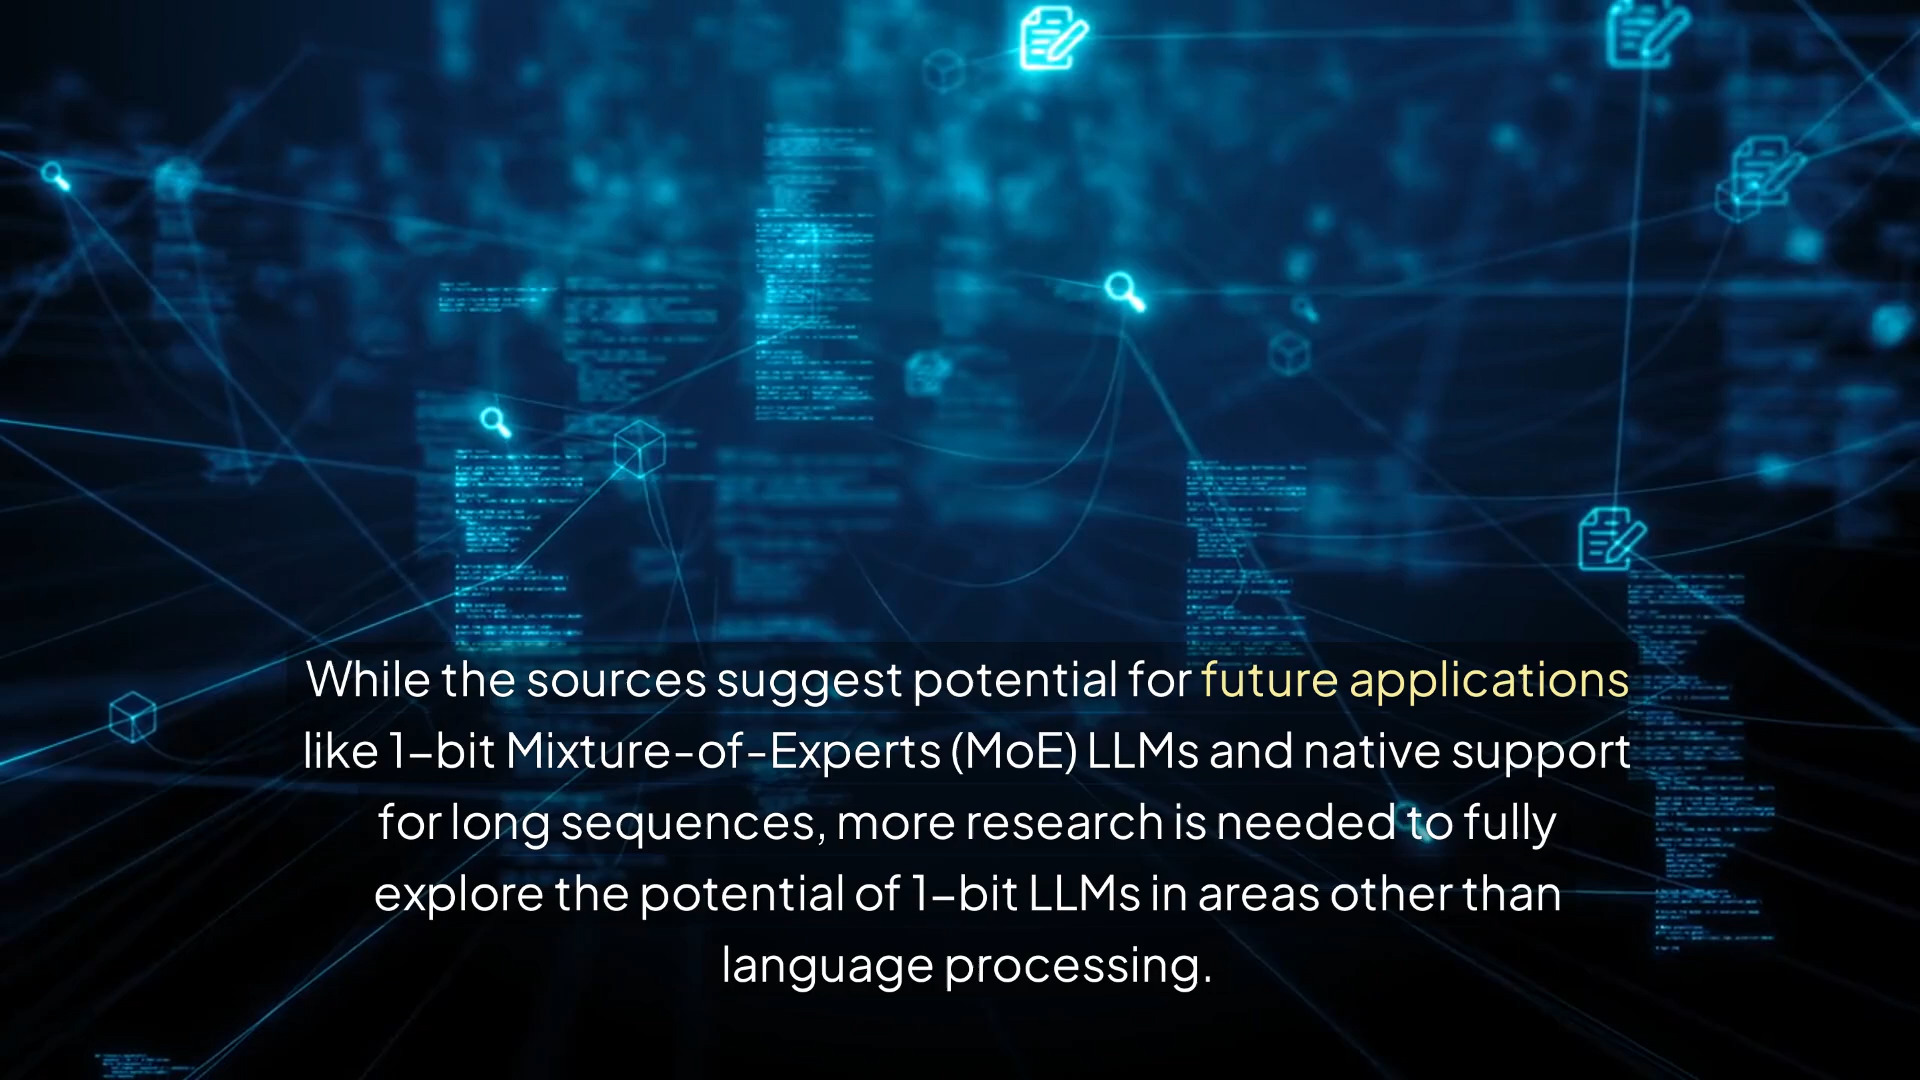 While the sources suggest potential for future applications
like 1–bit Mixture-of-Experts (MoE) LLMs and native support
for long sequences, more research is needed to fully
explore the potential of 1–bit LLMs in areas other than
language processing.